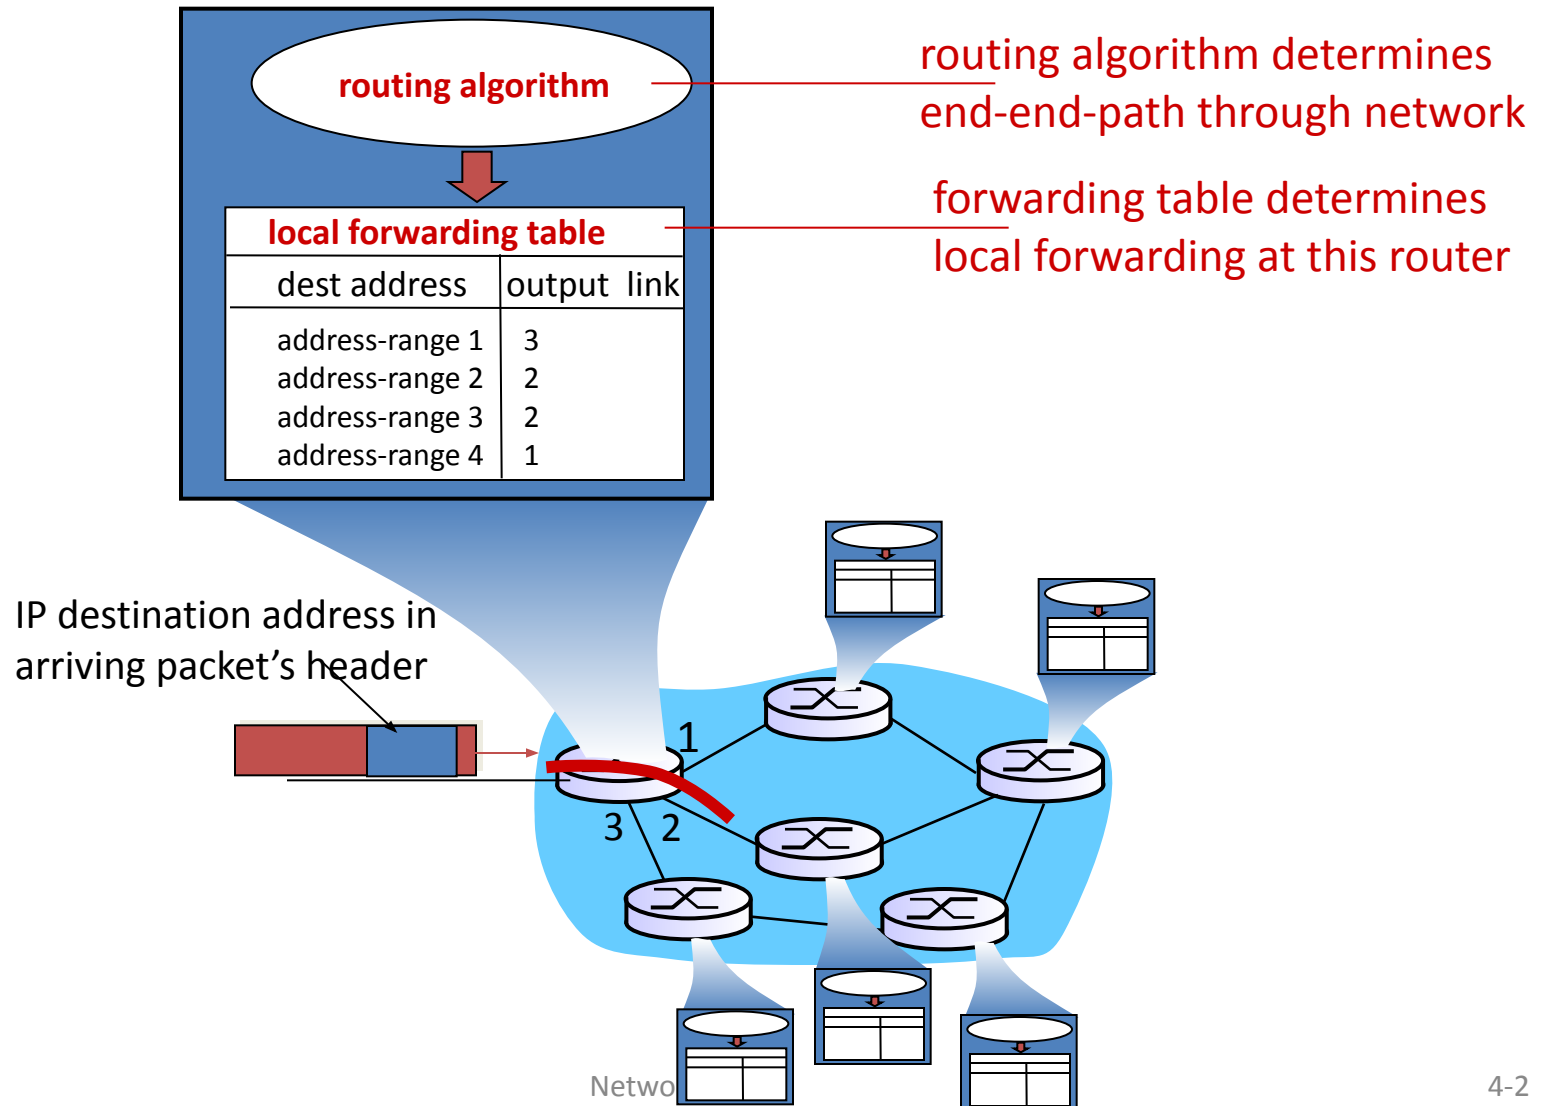 routing algorithm
routing algorithm determines
end-end-path through network
local forwarding table
forwarding table determines
local forwarding at this router
dest address output link
address-range 1 3
address-range 2 2
address-range 3 2
address-range 4 1
IP destination address in
arriving packet’s header
1
3 2
4-2